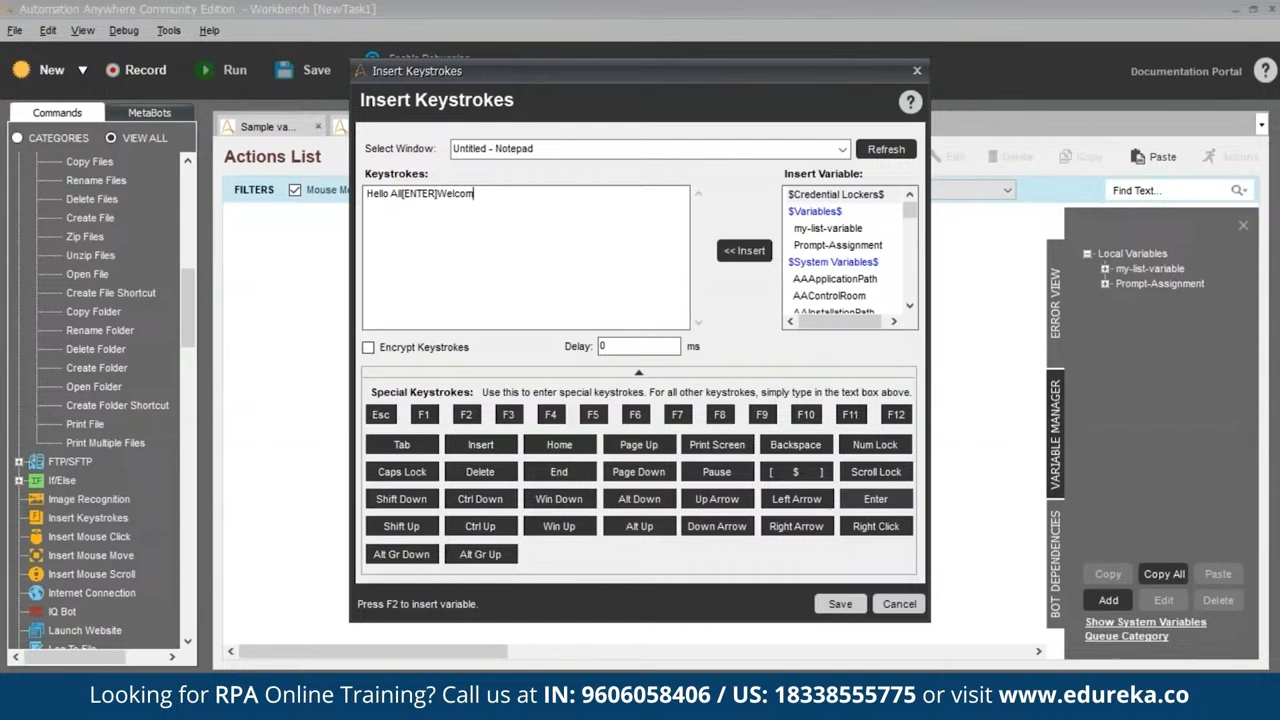 Automation Anywhere Community Edition - Workbench [NewTask1]
File Edit View Debug Tools Help
Enable Debugging
New Record Run Save
Documentation Portal
Insert Keystrokes
Insert Keystrokes
Commands MetaBots
CATEGORIES VIEW ALL
Copy Files
Rename Files
Delete Files
Create File
Zip Files
Unzip Files
Open File
Create File Shortcut
Copy Folder
Rename Folder
Delete Folder
Create Folder
Open Folder
Create Folder Shortcut
Print File
Print Multiple Files
FTP/SFTP
If/Else
Image Recognition
Insert Keystrokes
Insert Mouse Click
Insert Mouse Move
Insert Mouse Scroll
Internet Connection
IQ Bot
Launch Website
Log To File
Sample va...
Actions List
FILTERS Mouse M
Select Window: Untitled - Notepad Refresh
Keystrokes:
Hello All[ENTER]Welcom
<< Insert
Insert Variable:
$Credential Lockers$
$Variables$
my-list-variable
Prompt-Assignment
$System Variables$
AAApplicationPath
AAControlRoom
AAInstallationPath
Encrypt Keystrokes Delay: 0 ms
Special Keystrokes: Use this to enter special keystrokes. For all other keystrokes, simply type in the text box above.
Esc F1 F2 F3 F4 F5 F6 F7 F8 F9 F10 F11 F12
Tab Insert Home Page Up Print Screen Backspace Num Lock
Caps Lock Delete End Page Down Pause [ $ ] Scroll Lock
Shift Down Ctrl Down Win Down Alt Down Up Arrow Left Arrow Enter
Shift Up Ctrl Up Win Up Alt Up Down Arrow Right Arrow Right Click
Alt Gr Down Alt Gr Up
Press F2 to insert variable. Save Cancel
Edit Delete Copy Paste Actions
Find Text...
ERROR VIEW
VARIABLE MANAGER
BOT DEPENDENCIES
Local Variables
my-list-variable
Prompt-Assignment
Copy Copy All Paste
Add Edit Delete
Show System Variables
Queue Category
Looking for RPA Online Training? Call us at IN: 9606058406 / US: 18338555775 or visit www.edureka.co